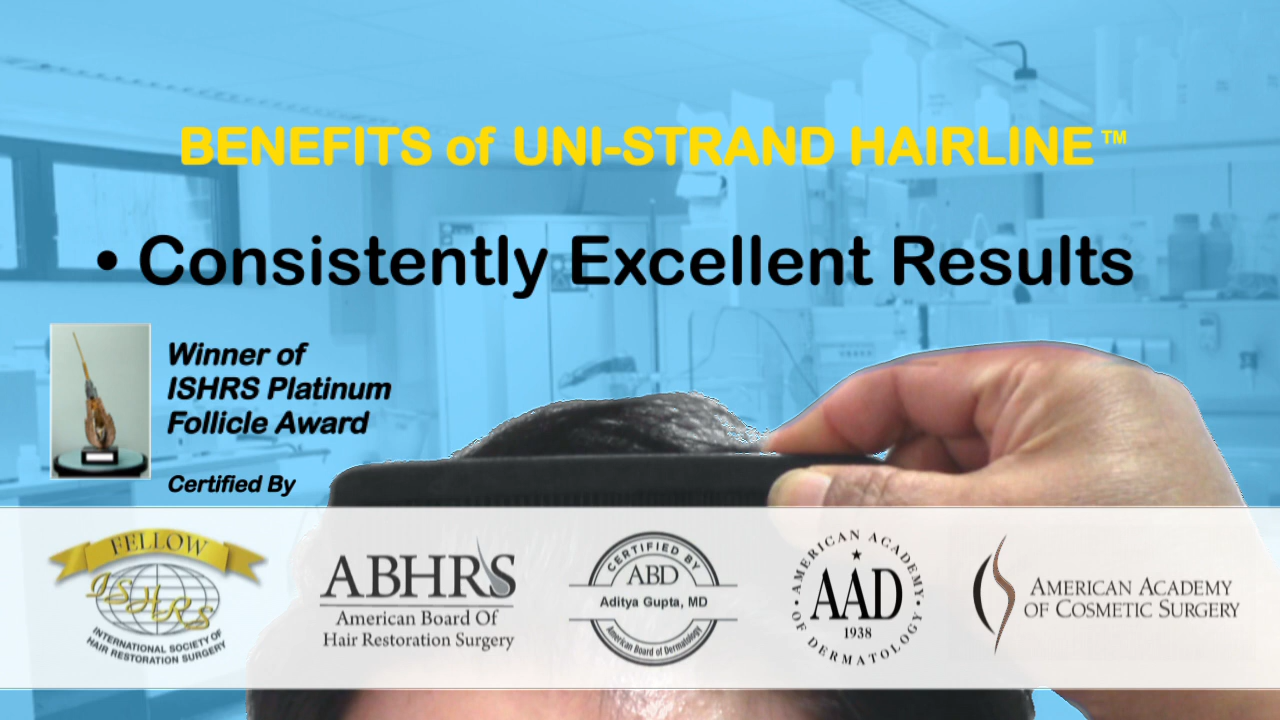 BENEFITS of UNI-STRAND HAIRLINE™
• Consistently Excellent Results
Winner of
ISHRS Platinum
Follicle Award
Certified By
FELLOW
ISHRS
INTERNATIONAL SOCIETY OF
HAIR RESTORATION SURGERY
ABHRS
American Board Of
Hair Restoration Surgery
CERTIFIED BY
ABD
Aditya Gupta, MD
American Board of Dermatology
AMERICAN ACADEMY
AAD
1938
OF DERMATOLOGY
AMERICAN ACADEMY
OF COSMETIC SURGERY